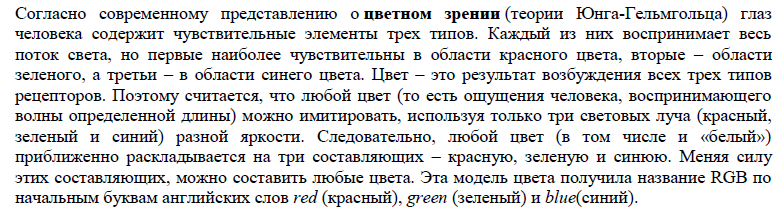 Согласно современному представлению о цветном зрении (теории Юнга-Гельмгольца) глаз
человека содержит чувствительные элементы трех типов. Каждый из них воспринимает весь
поток света, но первые наиболее чувствительны в области красного цвета, вторые – области
зеленого, а третьи – в области синего цвета. Цвет – это результат возбуждения всех трех типов
рецепторов. Поэтому считается, что любой цвет (то есть ощущения человека, воспринимающего
волны определенной длины) можно имитировать, используя только три световых луча (красный,
зеленый и синий) разной яркости. Следовательно, любой цвет (в том числе и «белый»)
приближенно раскладывается на три составляющих – красную, зеленую и синюю. Меняя силу
этих составляющих, можно составить любые цвета. Эта модель цвета получила название RGB по
начальным буквам английских слов red (красный), green (зеленый) и blue(синий).